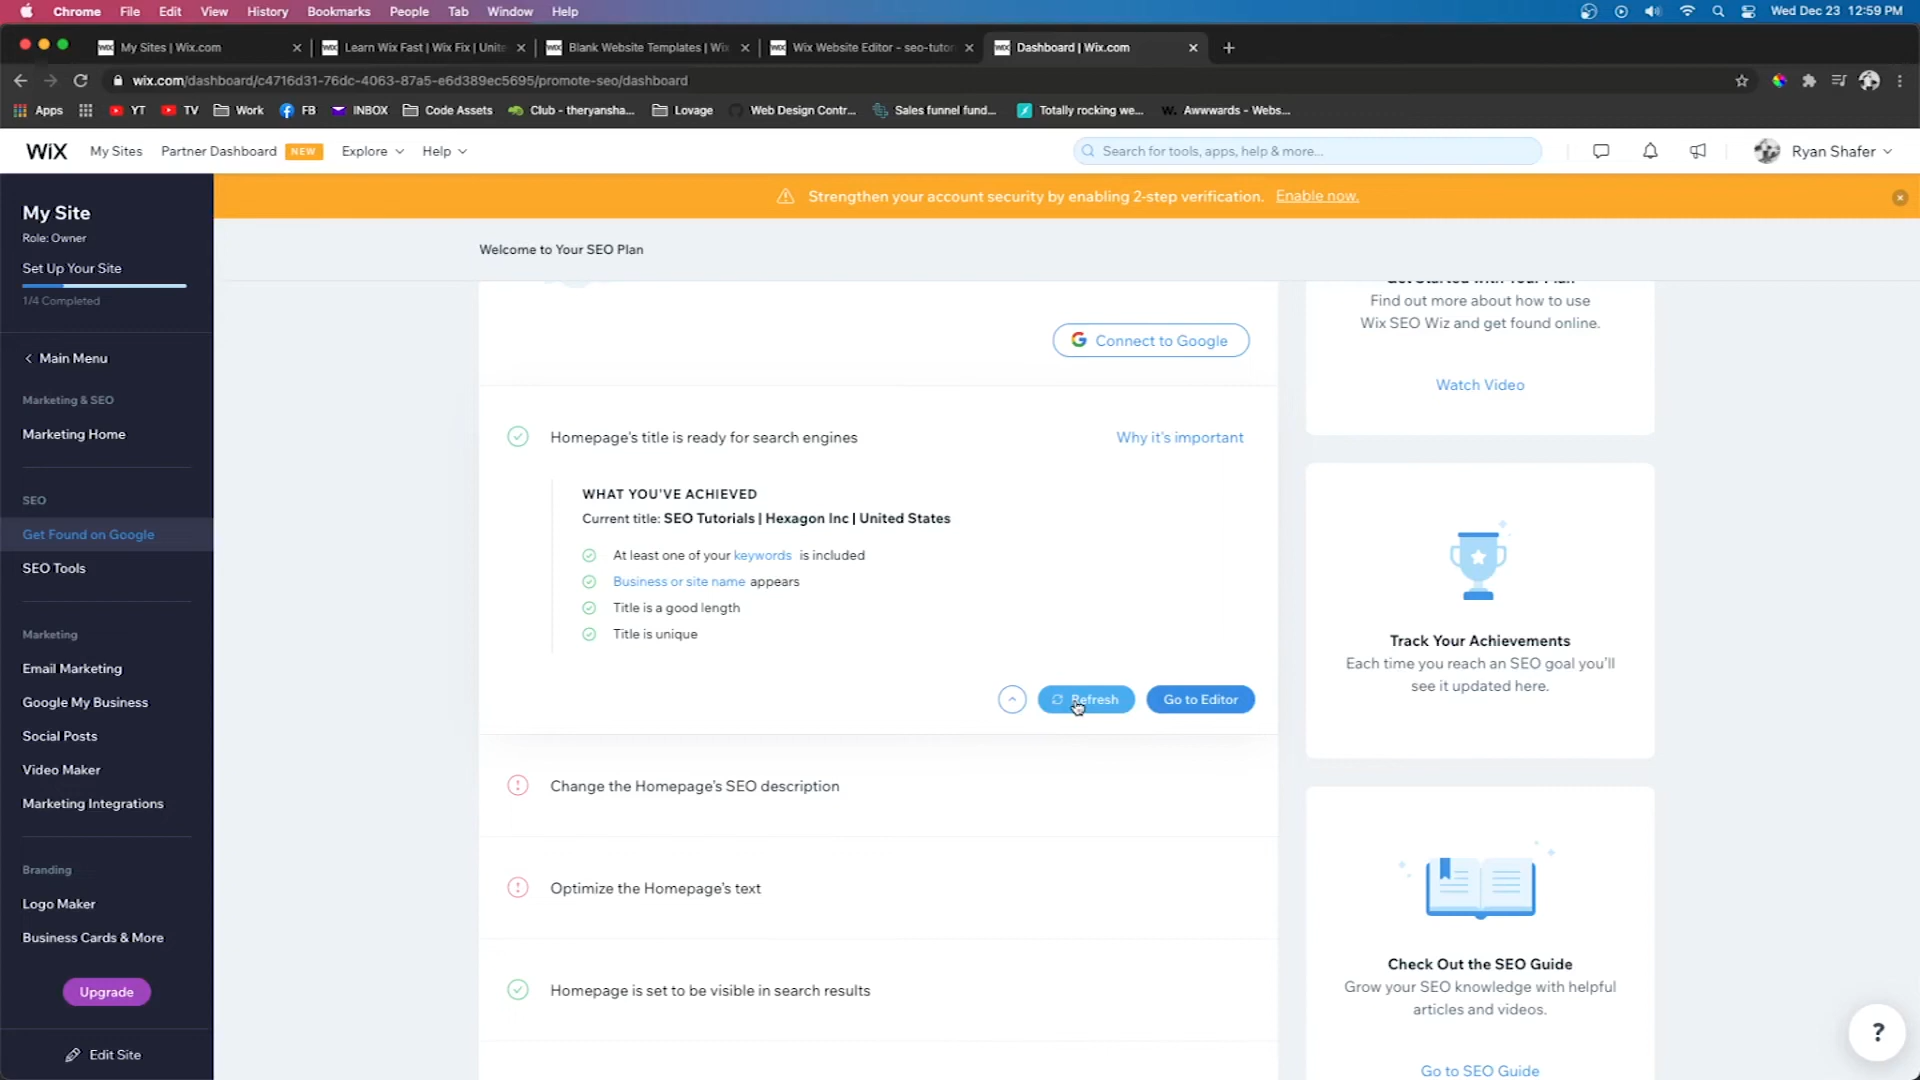 Chrome File Edit View History Bookmarks People Tab Window Help Wed Dec 23 12:59 PM
My Sites | Wix.com Learn Wix Fast | Wix Fix | Unite Blank Website Templates | Wix Wix Website Editor - seo-tutor Dashboard | Wix.com
wix.com/dashboard/c4716d31-76dc-4063-87a5-e6d389ec5695/promote-seo/dashboard
Apps YT TV Work FB INBOX Code Assets Club - theryansha... Lovage Web Design Contr... Sales funnel fund... Totally rocking we... W. Awwwards - Webs...
WiX My Sites Partner Dashboard NEW Explore Help Search for tools, apps, help & more... Ryan Shafer
Strengthen your account security by enabling 2-step verification. Enable now.
My Site
Role: Owner
Set Up Your Site
1/4 Completed
< Main Menu
Marketing & SEO
Marketing Home
SEO
Get Found on Google
SEO Tools
Marketing
Email Marketing
Google My Business
Social Posts
Video Maker
Marketing Integrations
Branding
Logo Maker
Business Cards & More
Upgrade
Edit Site
Welcome to Your SEO Plan
Connect to Google
Homepage's title is ready for search engines Why it's important
WHAT YOU'VE ACHIEVED
Current title: SEO Tutorials | Hexagon Inc | United States
At least one of your keywords is included
Business or site name appears
Title is a good length
Title is unique
Refresh Go to Editor
Change the Homepage's SEO description
Optimize the Homepage's text
Homepage is set to be visible in search results
Get Started with Your Plan
Find out more about how to use
Wix SEO Wiz and get found online.
Watch Video
Track Your Achievements
Each time you reach an SEO goal you'll
see it updated here.
Check Out the SEO Guide
Grow your SEO knowledge with helpful
articles and videos.
Go to SEO Guide
?